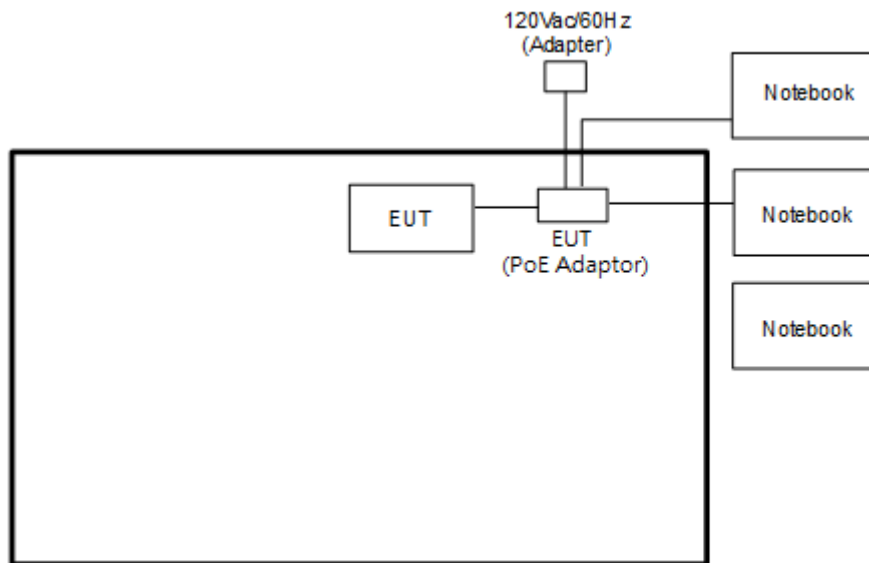 120Vac/60Hz
(Adapter)
Notebook
EUT
Notebook
EUT
(PoE Adaptor)
Notebook